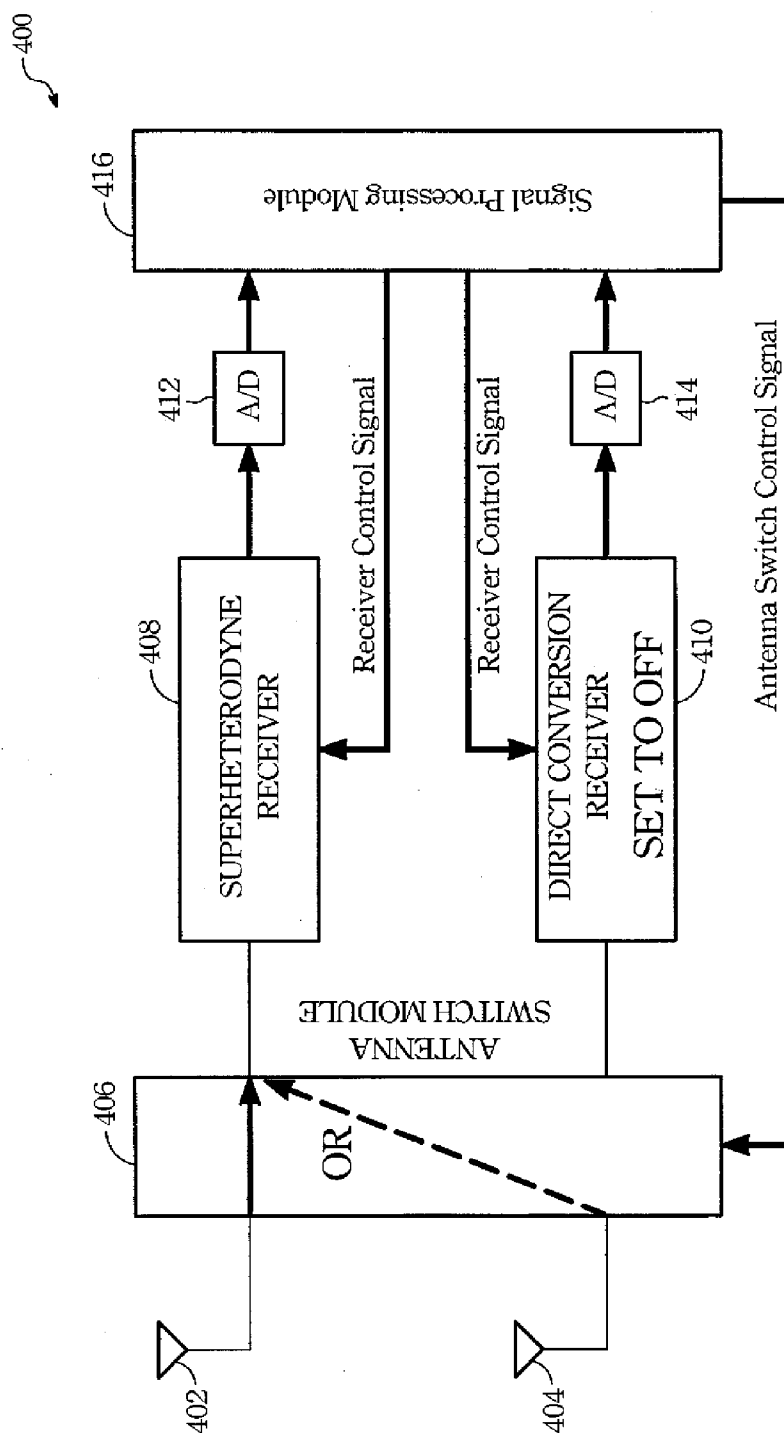 400
402
404
406
OR
ANTENNA
SWITCH MODULE
408
SUPERHETERODYNE
RECEIVER
412
A/D
416
Signal Processing Module
Receiver Control Signal
Receiver Control Signal
DIRECT CONVERSION
RECEIVER
SET TO OFF
410
A/D
414
Antenna Switch Control Signal